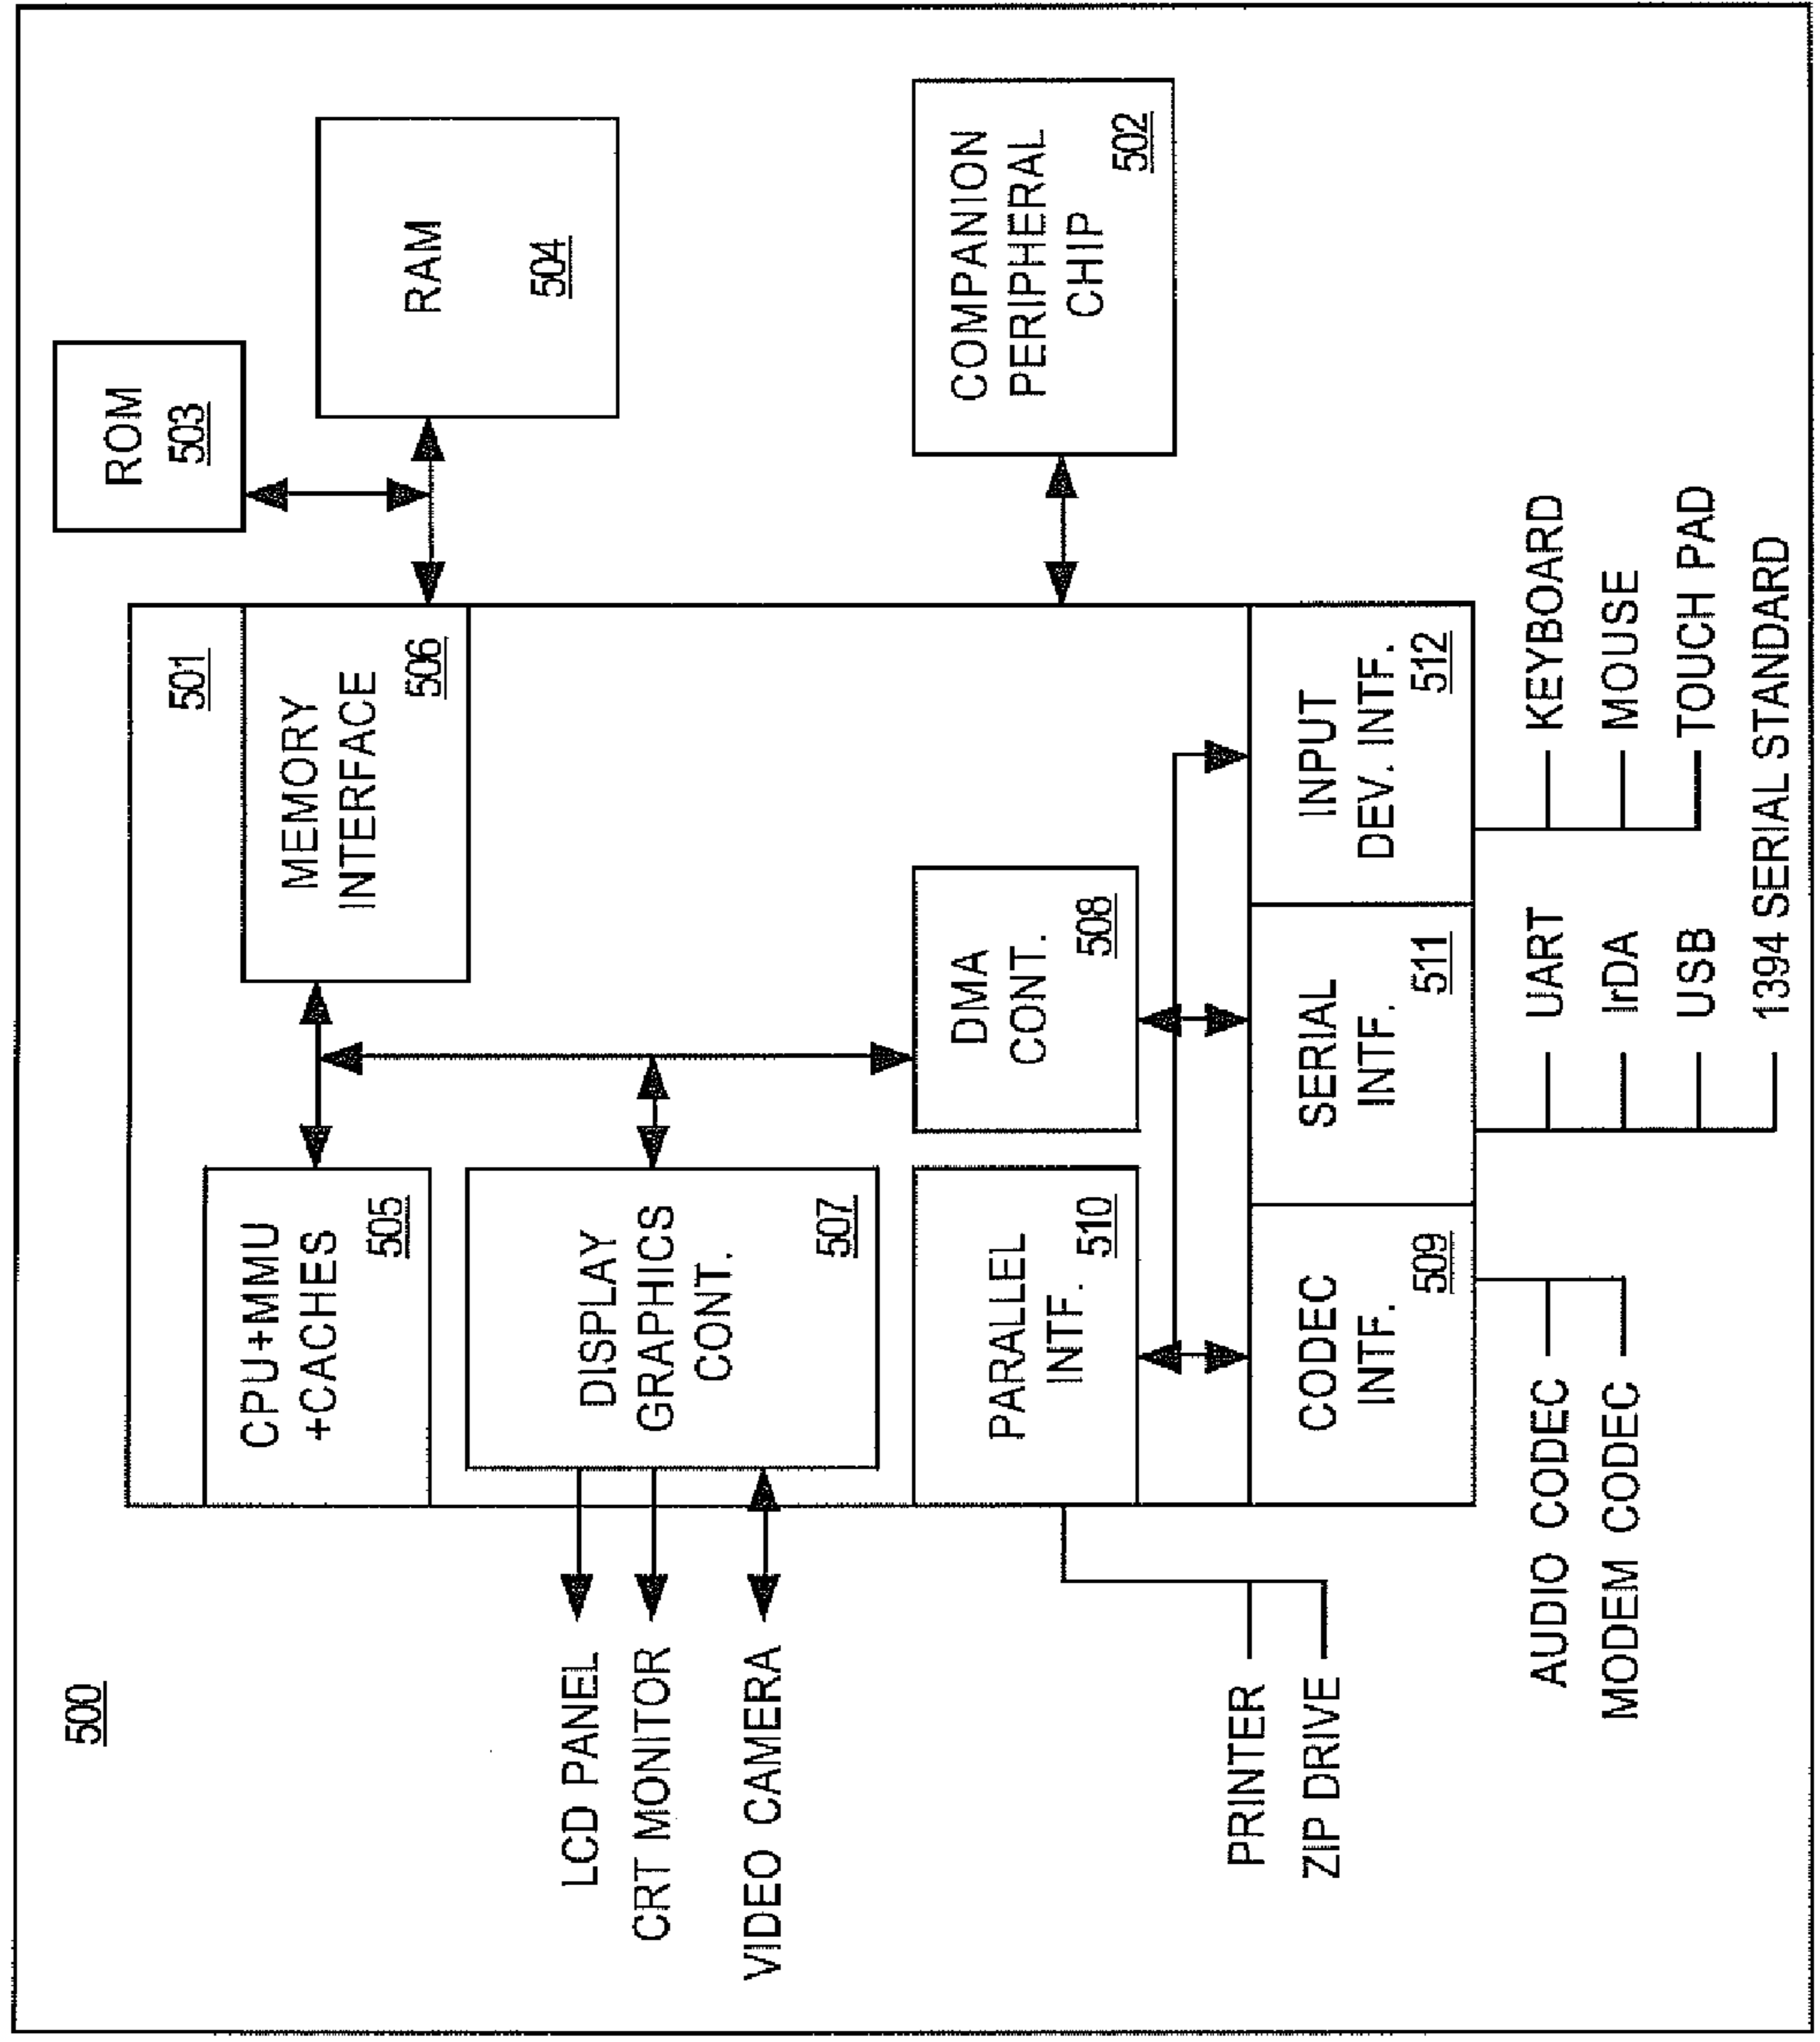 500
ROM
503
RAM
504
501
CPU+MMU
+CACHES
505
MEMORY
INTERFACE
506
LCD PANEL
CRT MONITOR
VIDEO CAMERA
DISPLAY
GRAPHICS
CONT.
507
PARALLEL
INTF.
510
DMA
CONT.
508
COMPANION
PERIPHERAL
CHIP
502
PRINTER
ZIP DRIVE
CODEC
INTF.
509
SERIAL
INTF.
511
INPUT
DEV. INTF.
512
AUDIO CODEC
MODEM CODEC
UART
IrDA
USB
1394 SERIAL STANDARD
KEYBOARD
MOUSE
TOUCH PAD